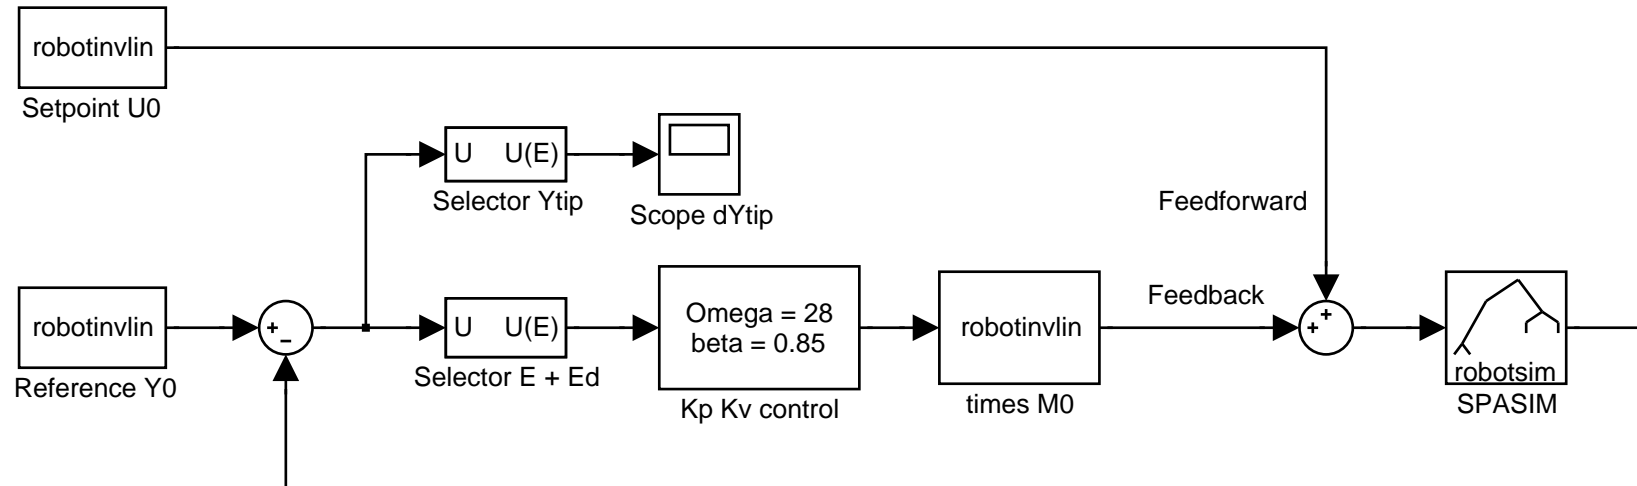 robotinvlin
Setpoint U0
U U(E)
Selector Ytip
Scope dYtip
Feedforward
robotinvlin
Reference Y0
+
−
U U(E)
Selector E + Ed
Omega = 28
beta = 0.85
Kp Kv control
robotinvlin
times M0
Feedback
+
+
robotsim
SPASIM